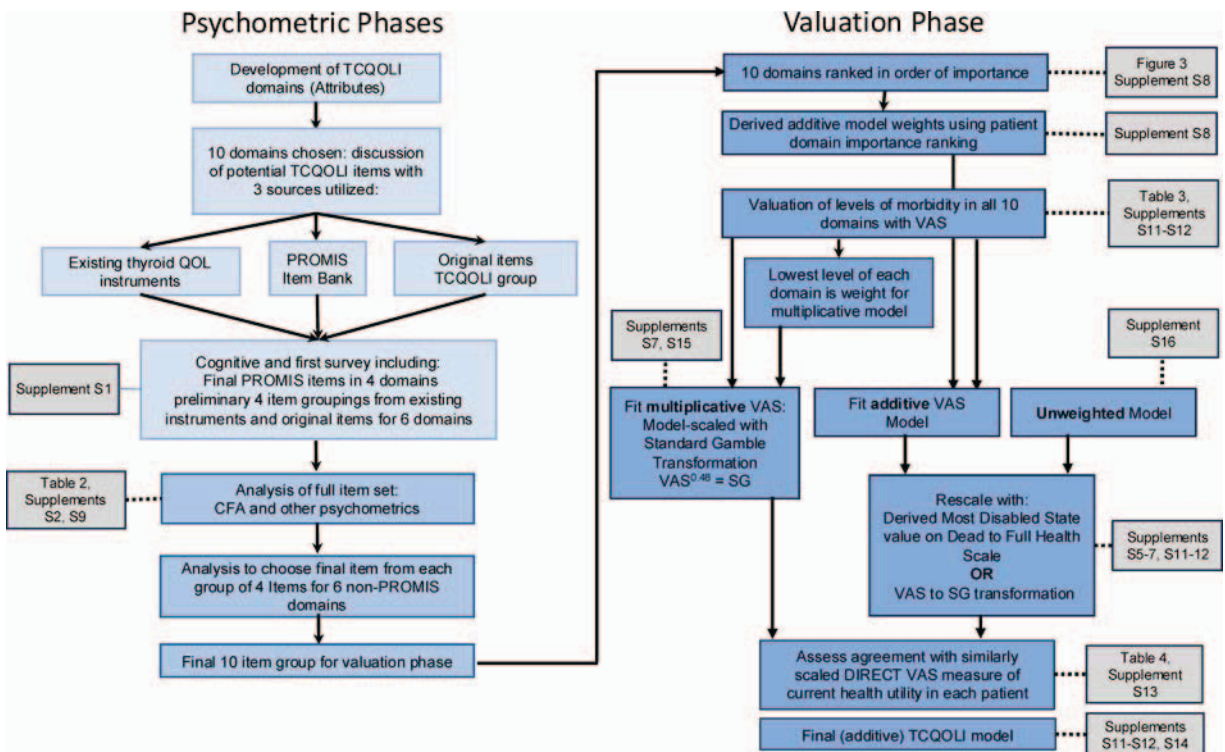 Psychometric Phases
Development of TCQOLI
domains (Attributes)
10 domains chosen: discussion
of potential TCQOLI items with
3 sources utilized:
Existing thyroid QOL
instruments
PROMIS
Item Bank
Original items
TCQOLI group
Cognitive and first survey including:
Final PROMIS items in 4 domains
preliminary 4 item groupings from existing
instruments and original items for 6 domains
Supplement S1
Analysis of full item set:
CFA and other psychometrics
Table 2,
Supplements
S2, S9
Analysis to choose final item from each
group of 4 Items for 6 non-PROMIS
domains
Final 10 item group for valuation phase
Valuation Phase
10 domains ranked in order of importance
Figure 3
Supplement S8
Derived additive model weights using patient
domain importance ranking
Supplement S8
Valuation of levels of morbidity in all 10
domains with VAS
Table 3,
Supplements
S11-S12
Lowest level of each
domain is weight for
multiplicative model
Supplements
S7, S15
Supplement
S16
Fit multiplicative VAS:
Model-scaled with
Standard Gamble
Transformation
VAS^0.48 = SG
Fit additive VAS
Model
Unweighted Model
Rescale with:
Derived Most Disabled State
value on Dead to Full Health
Scale
OR
VAS to SG transformation
Supplements
S5-7, S11-12
Assess agreement with similarly
scaled DIRECT VAS measure of
current health utility in each patient
Table 4,
Supplement
S13
Final (additive) TCQOLI model
Supplements
S11-S12, S14